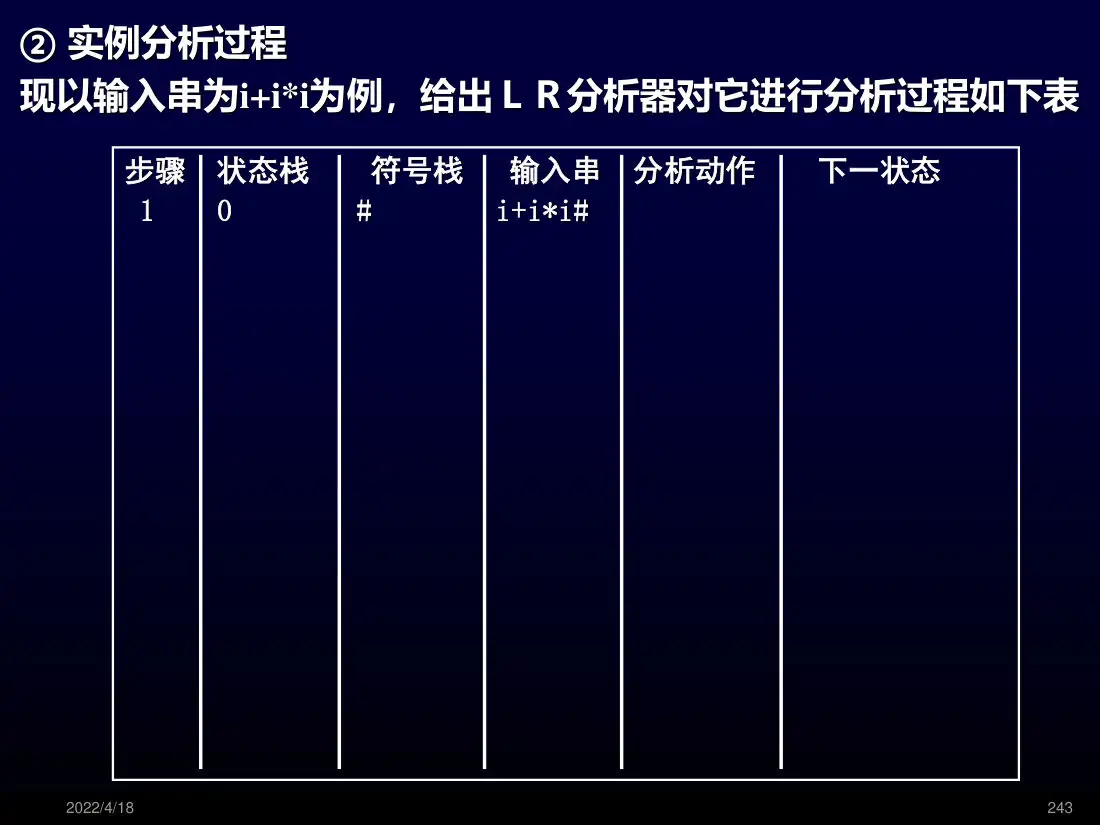 ② 实例分析过程
现以输入串为i+i*i为例，给出ＬＲ分析器对它进行分析过程如下表
步骤 状态栈 符号栈 输入串 分析动作 下一状态
1 0 # i+i*i#
2022/4/18 243